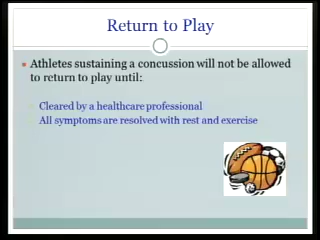 Return to Play
Athletes sustaining a concussion will not be allowed
to return to play until:
Cleared by a healthcare professional
All symptoms are resolved with rest and exercise